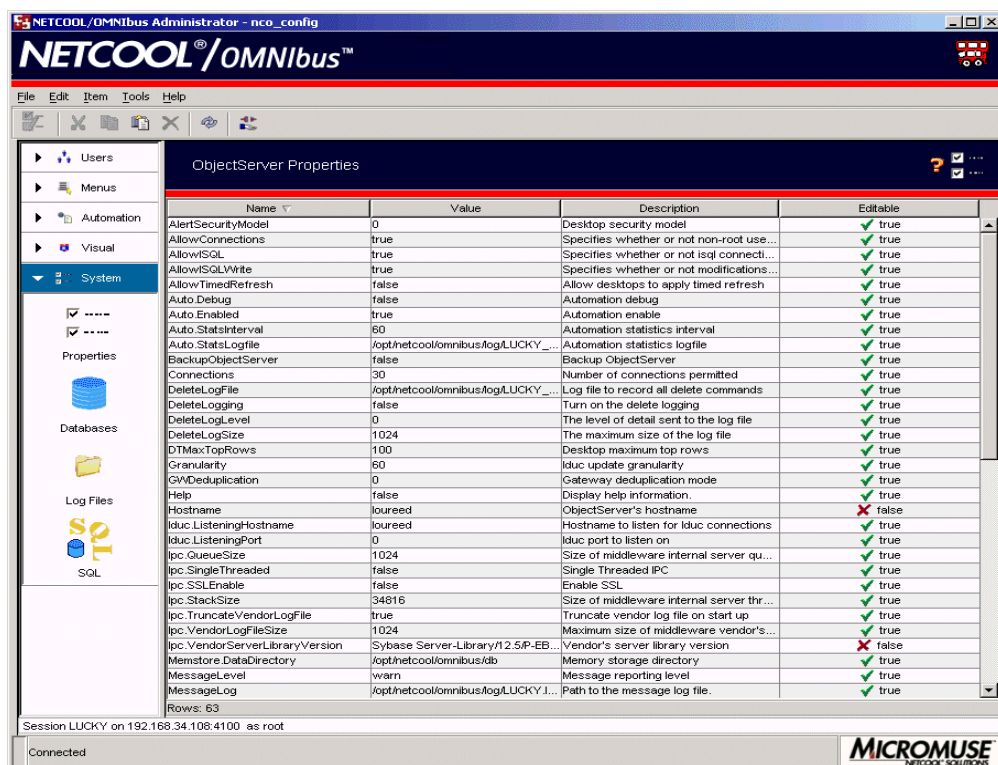 NETCOOL/OMNIbus Administrator - nco_config
NETCOOL®/OMNIbus™
File Edit Item Tools Help
Users
Menus
Automation
Visual
System
Properties
Databases
Log Files
SQL
ObjectServer Properties
Name Value Description Editable
AlertSecurityModel 0 Desktop security model true
AllowConnections true Specifies whether or not non-root use... true
AllowISQL true Specifies whether or not isql connecti... true
AllowISQLWrite true Specifies whether or not modifications... true
AllowTimedRefresh false Allow desktops to apply timed refresh true
Auto.Debug false Automation debug true
Auto.Enabled true Automation enable true
Auto.StatsInterval 60 Automation statistics interval true
Auto.StatsLogfile /opt/netcool/omnibus/log/LUCKY_... Automation statistics logfile true
BackupObjectServer false Backup ObjectServer true
Connections 30 Number of connections permitted true
DeleteLogFile /opt/netcool/omnibus/log/LUCKY_... Log file to record all delete commands true
DeleteLogging false Turn on the delete logging true
DeleteLogLevel 0 The level of detail sent to the log file true
DeleteLogSize 1024 The maximum size of the log file true
DTMaxTopRows 100 Desktop maximum top rows true
Granularity 60 Iduc update granularity true
GWDeduplication 0 Gateway deduplication mode true
Help false Display help information. true
Hostname loureed ObjectServer's hostname false
Iduc.ListeningHostname loureed Hostname to listen for Iduc connections true
Iduc.ListeningPort 0 Iduc port to listen on true
Ipc.QueueSize 1024 Size of middleware internal server qu... true
Ipc.SingleThreaded false Single Threaded IPC true
Ipc.SSLEnable false Enable SSL true
Ipc.StackSize 34816 Size of middleware internal server thr... true
Ipc.TruncateVendorLogFile true Truncate vendor log file on start up true
Ipc.VendorLogFileSize 1024 Maximum size of middleware vendor's... true
Ipc.VendorServerLibraryVersion Sybase Server-Library/12.5/P-EB... Vendor's server library version false
Memstore.DataDirectory /opt/netcool/omnibus/db Memory storage directory true
MessageLevel warn Message reporting level true
MessageLog /opt/netcool/omnibus/log/LUCKY.l... Path to the message log file. true
Rows: 63
Session LUCKY on 192.168.34.108:4100 as root
Connected
MICROMUSE
NETCOOL® SOLUTIONS